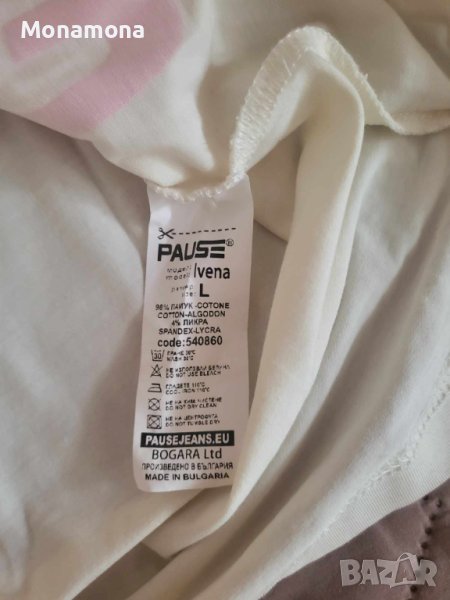 Monamona
PAUSE®
МОДЕЛ
model Ivena
размер
size L
96% ПАМУК-COTONE
COTTON-ALGODON
4% ЛИКРА
SPANDEX-LYCRA
code:540860
30 ПРАНЕ 30°C
WASH 30°C
НЕ ИЗПОЛЗВАЙ БЕЛИНА
DO NOT USE BLEACH
ГЛАДЕТЕ 110°C
COOL IRON 110°C
НЕ НА ХИМ.ЧИСТЕНЕ
DO NOT DRY CLEAN
НЕ НА ЦЕНТРОФУГА
DO NOT TUMBLE DRY
PAUSEJEANS.EU
BOGARA Ltd
ПРОИЗВЕДЕНО В БЪЛГАРИЯ
MADE IN BULGARIA
BAZAR